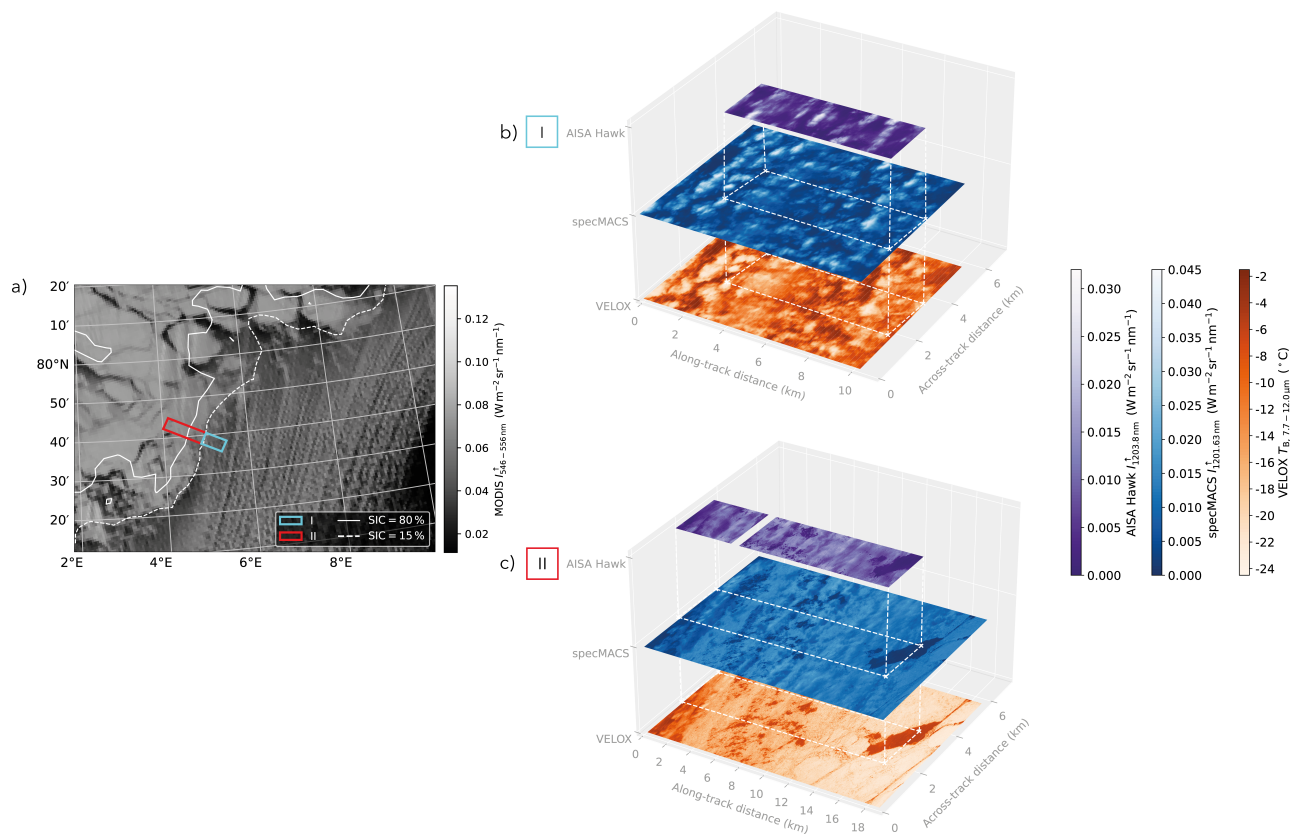 a)
20′
10′
80°N
50′
40′
30′
20′
2°E
4°E
6°E
8°E
I
II
SIC = 80 %
SIC = 15 %
0.12
0.10
0.08
0.06
0.04
0.02
MODIS I↑546 − 556 nm (W m−2 sr−1 nm−1)
b)
I
AISA Hawk
specMACS
VELOX
0
2
4
6
8
10
Along-track distance (km)
0
2
4
6
Across-track distance (km)
c)
II
AISA Hawk
specMACS
VELOX
0
2
4
6
8
10
12
14
16
18
Along-track distance (km)
0
2
4
6
Across-track distance (km)
0.030
0.025
0.020
0.015
0.010
0.005
0.000
AISA Hawk I↑1203.8 nm (W m−2 sr−1 nm−1)
0.045
0.040
0.035
0.030
0.025
0.020
0.015
0.010
0.005
0.000
specMACS I↑1201.63 nm (W m−2 sr−1 nm−1)
-2
-4
-6
-8
-10
-12
-14
-16
-18
-20
-22
-24
VELOX TB, 7.7 − 12.0 μm (°C)